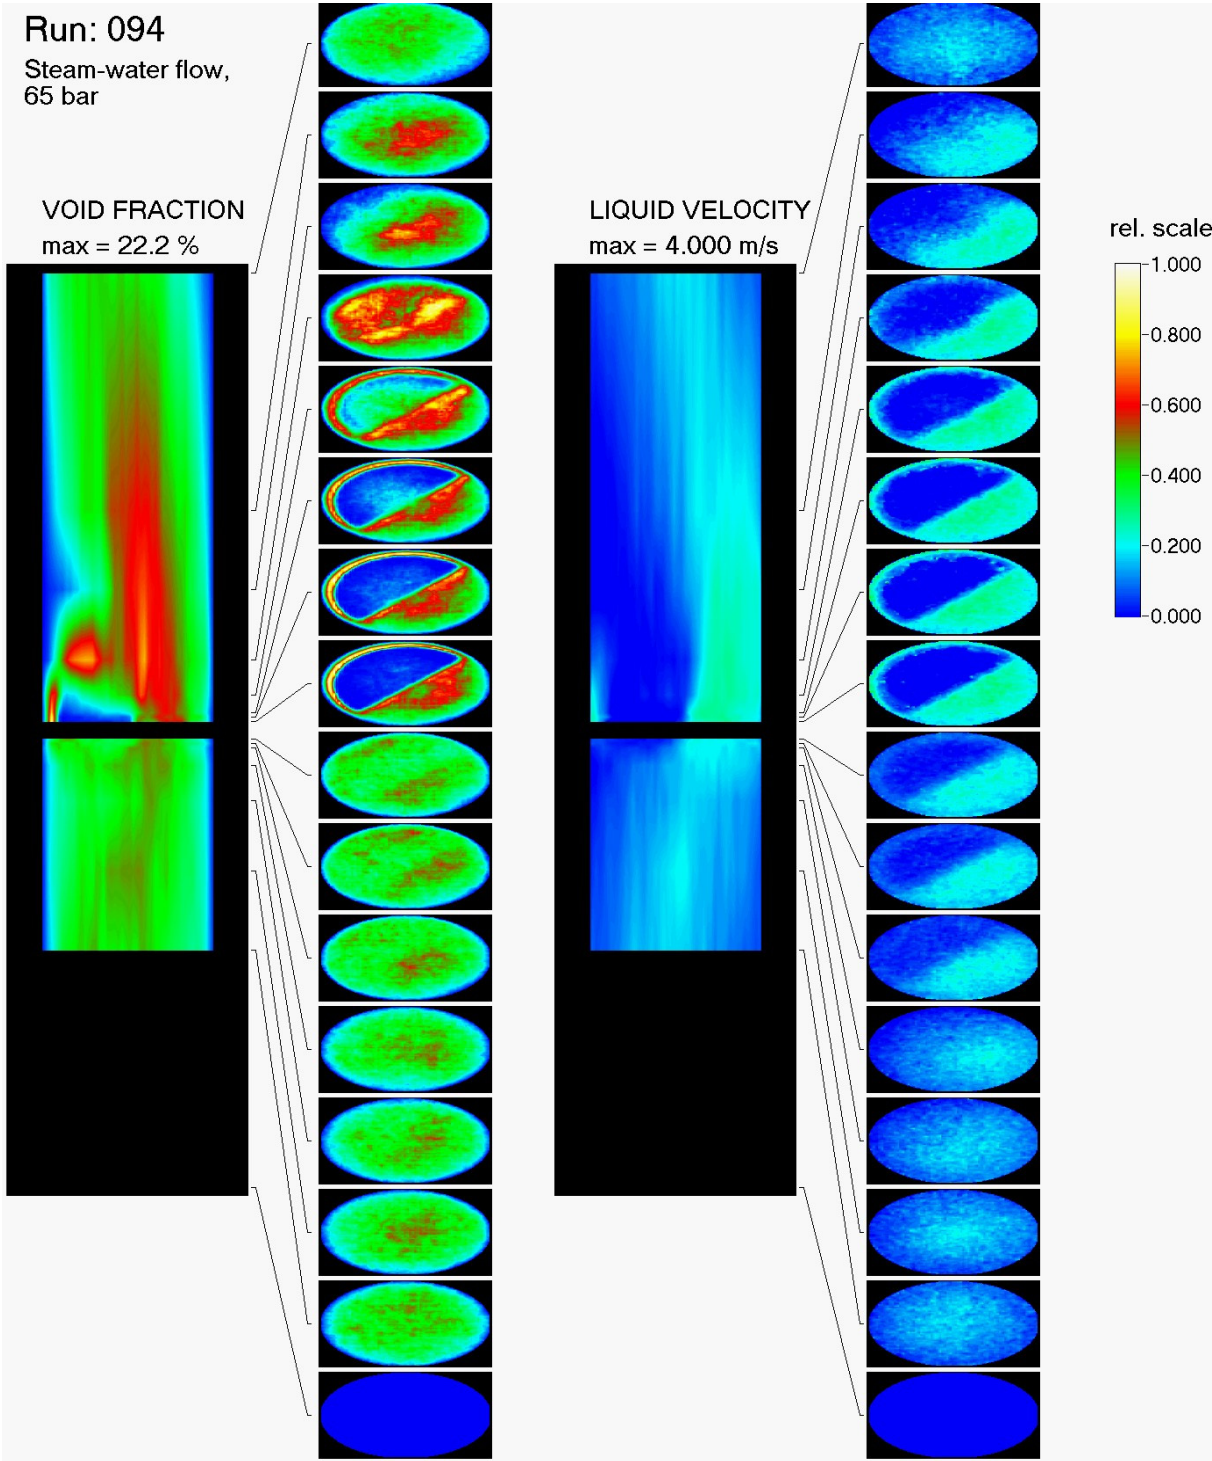 Run: 094
Steam-water flow,
65 bar
VOID FRACTION
max = 22.2 %
LIQUID VELOCITY
max = 4.000 m/s
rel. scale
1.000
0.800
0.600
0.400
0.200
0.000